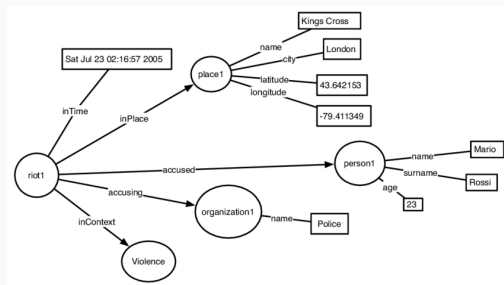 Kings Cross
name
Sat Jul 23 02:16:57 2005
city
London
place1
latitude
43.642153
longitude
-79.411349
inTime
inPlace
riot1
accused
person1
name
Mario
surname
Rossi
age
23
accusing
organization1
name
Police
inContext
Violence